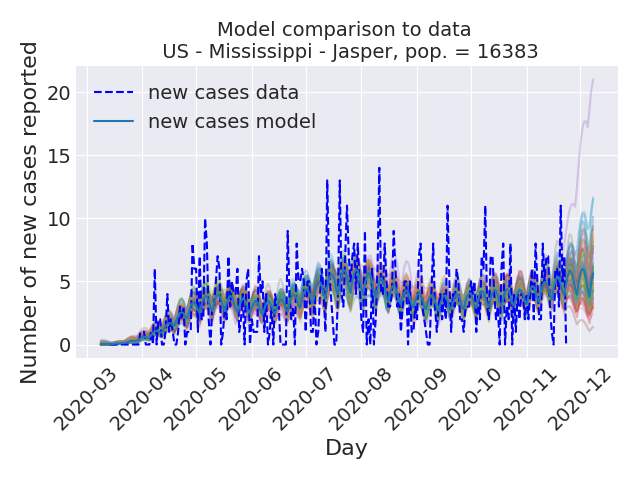 Model comparison to data
US - Mississippi - Jasper, pop. = 16383
Number of new cases reported
20
15
10
5
0
new cases data
new cases model
2020-03
2020-04
2020-05
2020-06
2020-07
2020-08
2020-09
2020-10
2020-11
2020-12
Day